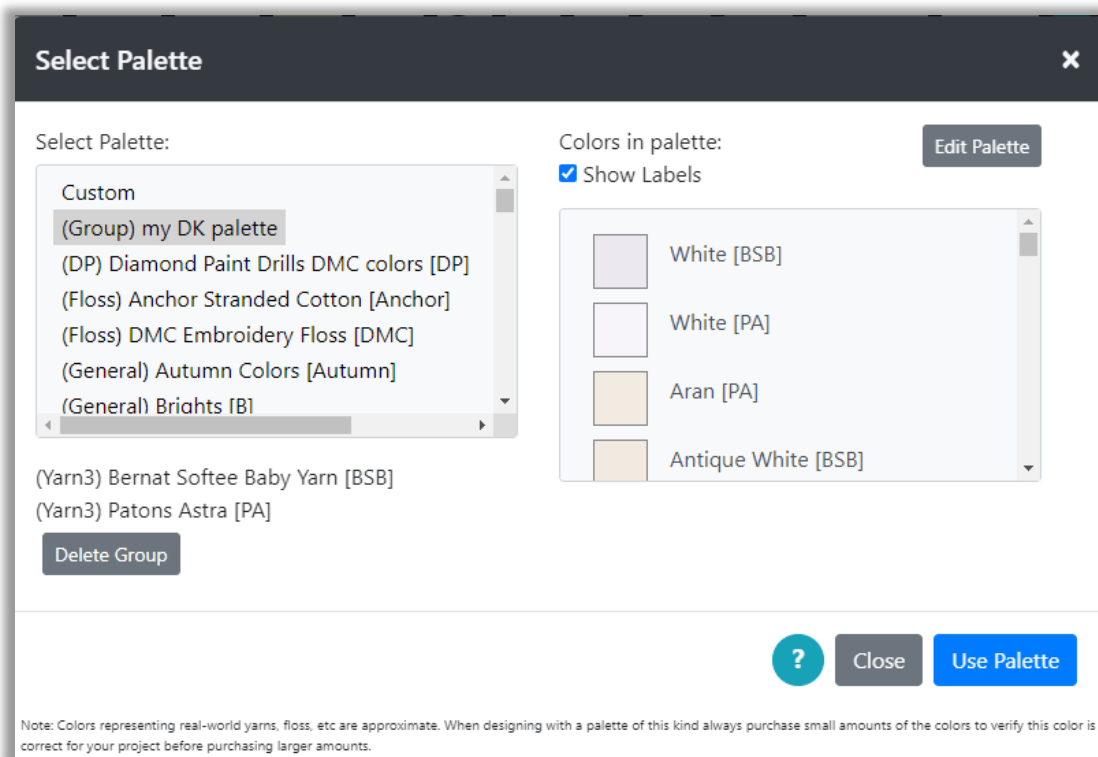 Select Palette
×
Select Palette:
Custom
(Group) my DK palette
(DP) Diamond Paint Drills DMC colors [DP]
(Floss) Anchor Stranded Cotton [Anchor]
(Floss) DMC Embroidery Floss [DMC]
(General) Autumn Colors [Autumn]
(General) Brights [B]
(Yarn3) Bernat Softee Baby Yarn [BSB]
(Yarn3) Patons Astra [PA]
Delete Group
Colors in palette:
Edit Palette
Show Labels
White [BSB]
White [PA]
Aran [PA]
Antique White [BSB]
?
Close
Use Palette
Note: Colors representing real-world yarns, floss, etc are approximate. When designing with a palette of this kind always purchase small amounts of the colors to verify this color is
correct for your project before purchasing larger amounts.